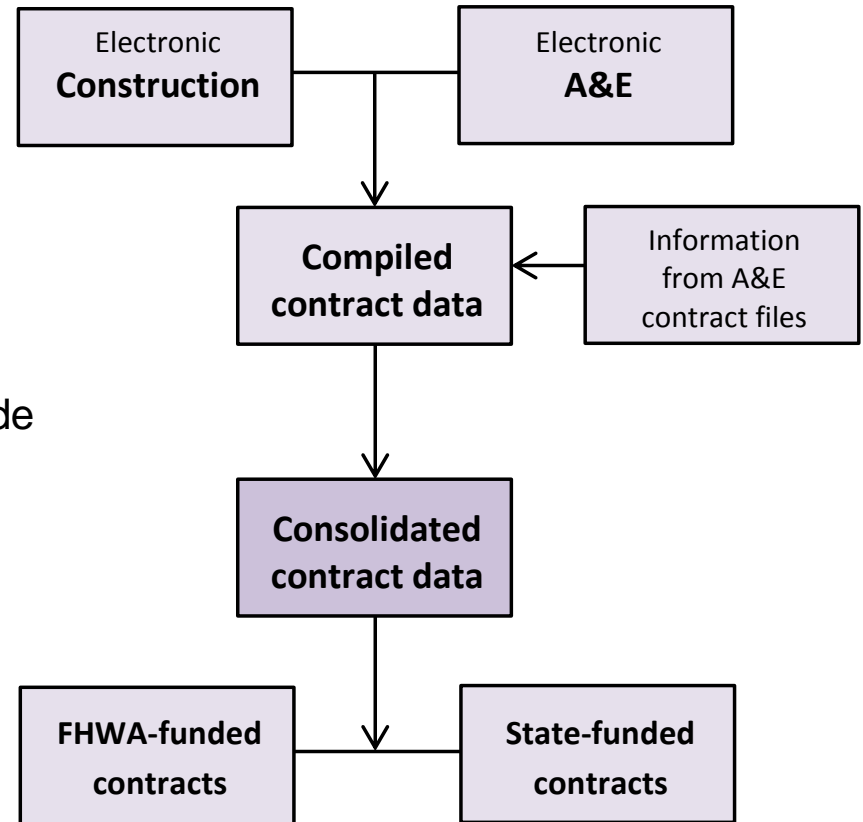 Electronic
Construction
Electronic
A&E
Compiled
contract data
Information
from A&E
contract files
de
Consolidated
contract data
FHWA-funded
contracts
State-funded
contracts